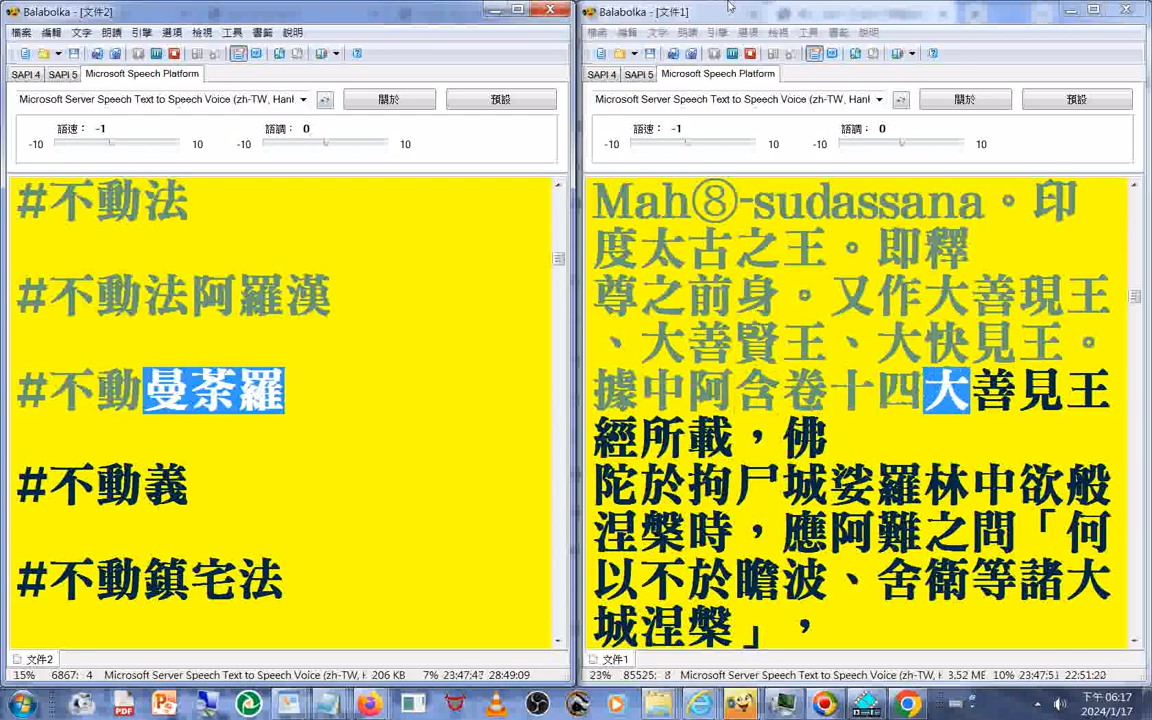 Balabolka - [文件2]
檔案 編輯 文字 朗讀 引擎 選項 檢視 工具 書籤 說明
SAPI 4 SAPI 5 Microsoft Speech Platform
Microsoft Server Speech Text to Speech Voice (zh-TW, Hanl
關於 預設
語速： -1 語調： 0
-10 10 -10 10
#不動法
#不動法阿羅漢
#不動曼荼羅
#不動義
#不動鎮宅法
文件2
15% 6867: 4 Microsoft Server Speech Text to Speech Voice (zh-TW, H 206 KB 7% 23:47:47 28:49:09
Balabolka - [文件1]
檔案 編輯 文字 朗讀 引擎 選項 檢視 工具 書籤 說明
SAPI 4 SAPI 5 Microsoft Speech Platform
Microsoft Server Speech Text to Speech Voice (zh-TW, Hanl
關於 預設
語速： -1 語調： 0
-10 10 -10 10
Mah⑧-sudassana。印
度太古之王。即釋
尊之前身。又作大善現王
、大善賢王、大快見王。
據中阿含卷十四大善見王
經所載，佛
陀於拘尸城娑羅林中欲般
涅槃時，應阿難之問「何
以不於瞻波、舍衛等諸大
城涅槃」，
文件1
23% 85525: 8 Microsoft Server Speech Text to Speech Voice (zh-TW, H 3.52 MB 10% 23:47:51 22:51:20
下午 06:17
2024/1/17